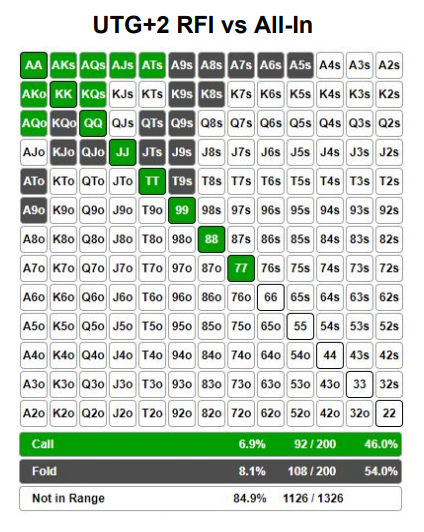 UTG+2 RFI vs All-In
AA AKs AQs AJs ATs A9s A8s A7s A6s A5s A4s A3s A2s
AKo KK KQs KJs KTs K9s K8s K7s K6s K5s K4s K3s K2s
AQo KQo QQ QJs QTs Q9s Q8s Q7s Q6s Q5s Q4s Q3s Q2s
AJo KJo QJo JJ JTs J9s J8s J7s J6s J5s J4s J3s J2s
ATo KTo QTo JTo TT T9s T8s T7s T6s T5s T4s T3s T2s
A9o K9o Q9o J9o T9o 99 98s 97s 96s 95s 94s 93s 92s
A8o K8o Q8o J8o T8o 98o 88 87s 86s 85s 84s 83s 82s
A7o K7o Q7o J7o T7o 97o 87o 77 76s 75s 74s 73s 72s
A6o K6o Q6o J6o T6o 96o 86o 76o 66 65s 64s 63s 62s
A5o K5o Q5o J5o T5o 95o 85o 75o 65o 55 54s 53s 52s
A4o K4o Q4o J4o T4o 94o 84o 74o 64o 54o 44 43s 42s
A3o K3o Q3o J3o T3o 93o 83o 73o 63o 53o 43o 33 32s
A2o K2o Q2o J2o T2o 92o 82o 72o 62o 52o 42o 32o 22
Call 6.9% 92 / 200 46.0%
Fold 8.1% 108 / 200 54.0%
Not in Range 84.9% 1126 / 1326